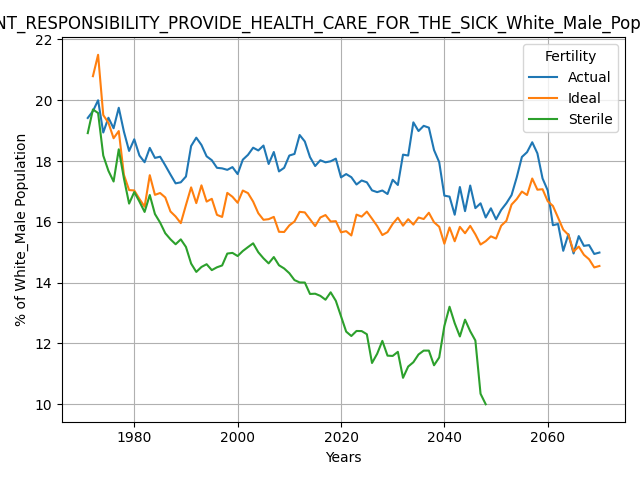 NT_RESPONSIBILITY_PROVIDE_HEALTH_CARE_FOR_THE_SICK_White_Male_Pop
22
20
18
16
14
12
10
% of White_Male Population
Fertility
Actual
Ideal
Sterile
1980
2000
2020
2040
2060
Years